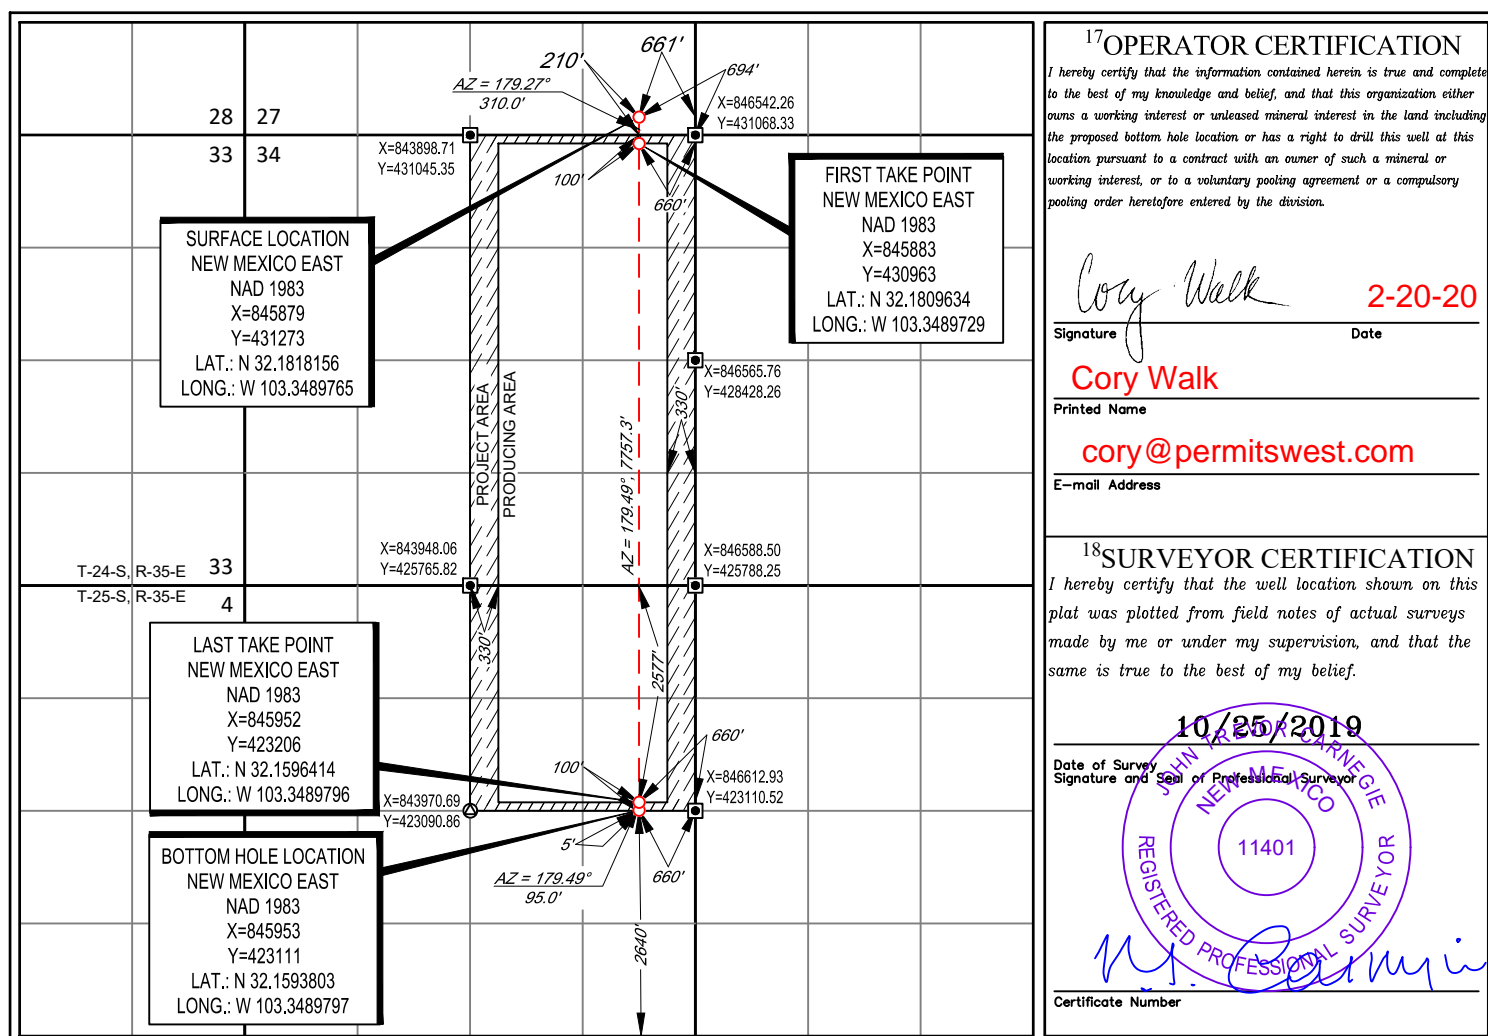 661'
210'
694'
AZ = 179.27°
310.0'
X=846542.26
Y=431068.33
28 27
33 34
X=843898.71
Y=431045.35
100'
660'
FIRST TAKE POINT
NEW MEXICO EAST
NAD 1983
X=845883
Y=430963
LAT.: N 32.1809634
LONG.: W 103.3489729
SURFACE LOCATION
NEW MEXICO EAST
NAD 1983
X=845879
Y=431273
LAT.: N 32.1818156
LONG.: W 103.3489765
X=846565.76
Y=428428.26
330'
PROJECT AREA
PRODUCING AREA
AZ = 179.49°, 7757.3'
X=843948.06
Y=425765.82
X=846588.50
Y=425788.25
T-24-S, R-35-E 33
T-25-S, R-35-E 4
330'
2577'
LAST TAKE POINT
NEW MEXICO EAST
NAD 1983
X=845952
Y=423206
LAT.: N 32.1596414
LONG.: W 103.3489796
660'
100'
X=846612.93
Y=423110.52
X=843970.69
Y=423090.86
5'
AZ = 179.49°
95.0'
660'
2640'
BOTTOM HOLE LOCATION
NEW MEXICO EAST
NAD 1983
X=845953
Y=423111
LAT.: N 32.1593803
LONG.: W 103.3489797
17 OPERATOR CERTIFICATION
I hereby certify that the information contained herein is true and complete
to the best of my knowledge and belief, and that this organization either
owns a working interest or unleased mineral interest in the land including
the proposed bottom hole location or has a right to drill this well at this
location pursuant to a contract with an owner of such a mineral or
working interest, or to a voluntary pooling agreement or a compulsory
pooling order heretofore entered by the division.
Cory Walk 2-20-20
Signature Date
Cory Walk
Printed Name
cory@permitswest.com
E-mail Address
18 SURVEYOR CERTIFICATION
I hereby certify that the well location shown on this
plat was plotted from field notes of actual surveys
made by me or under my supervision, and that the
same is true to the best of my belief.
10/25/2019
Date of Survey
Signature and Seal of Professional Surveyor
JOHN TREVOR CARNEGIE
NEW MEXICO
11401
REGISTERED PROFESSIONAL SURVEYOR
Certificate Number